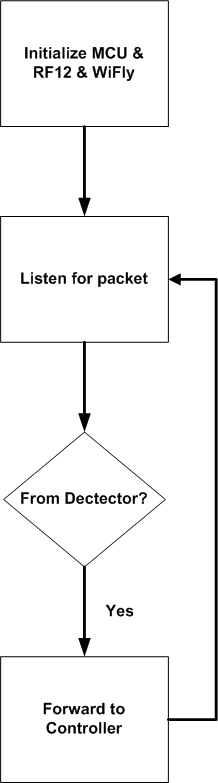 Initialize MCU &
RF12 & WiFly
Listen for packet
From Dectector?
Yes
Forward to
Controller